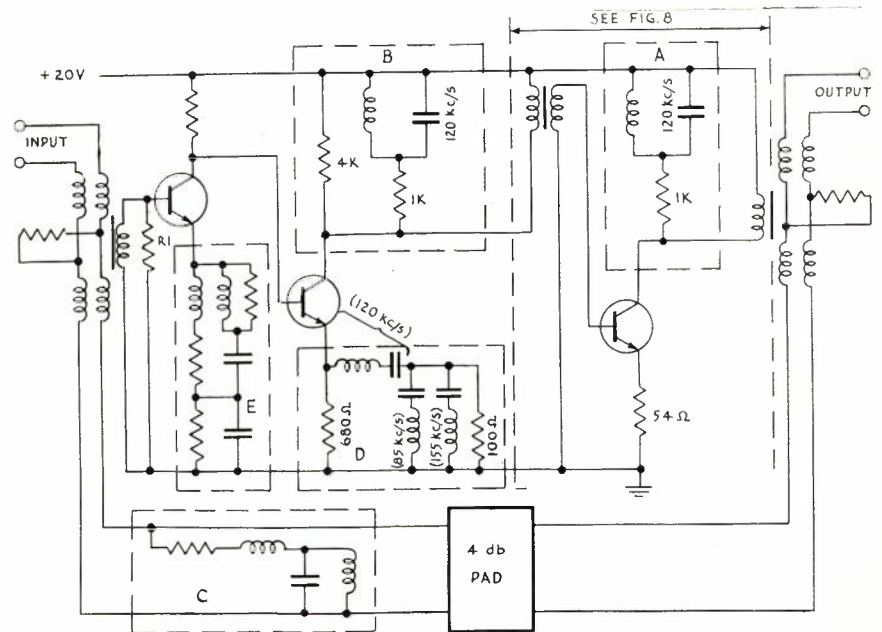 SEE FIG. 8
B
A
+ 20V
120 Kc/s
120 Kc/s
OUTPUT
INPUT
4K
1K
1K
R1
(120 Kc/s)
E
680Ω
D
(85 Kc/s)
(155 Kc/s)
100Ω
54Ω
C
4 db
PAD